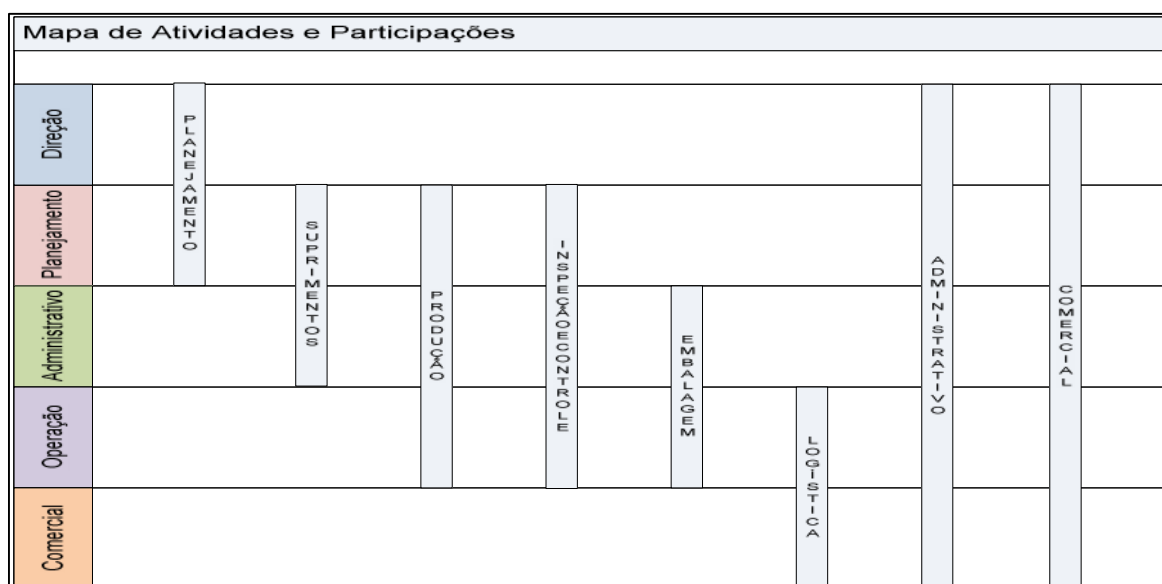 Mapa de Atividades e Participações
Direção
Planejamento
Administrativo
Operação
Comercial
PLANEJAMENTO
SUPRIMENTOS
PRODUÇÃO
INSPEÇÃOECONTROLE
EMBALAGEM
LOGÍSTICA
ADMINISTRATIVO
COMERCIAL